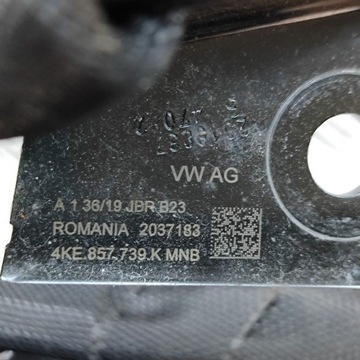 VW AG
A 1 36/19 JBR B23
ROMANIA 2037183
4KE.857.739.K MNB